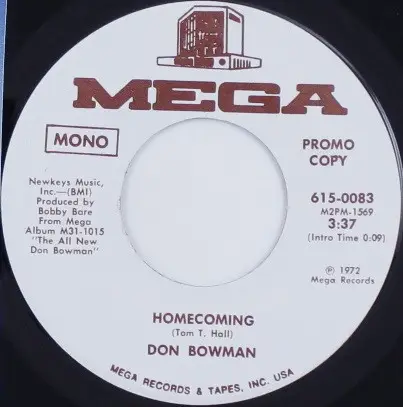 MEGA
MONO
PROMO
COPY
Newkeys Music,
Inc.—(BMI)
Produced by
Bobby Bare
From Mega
Album M31-1015
"The All New
Don Bowman"
615-0083
M2PM-1569
3:37
(Intro Time 0:09)
℗ 1972
Mega Records
HOMECOMING
(Tom T. Hall)
DON BOWMAN
MEGA RECORDS & TAPES, INC. USA